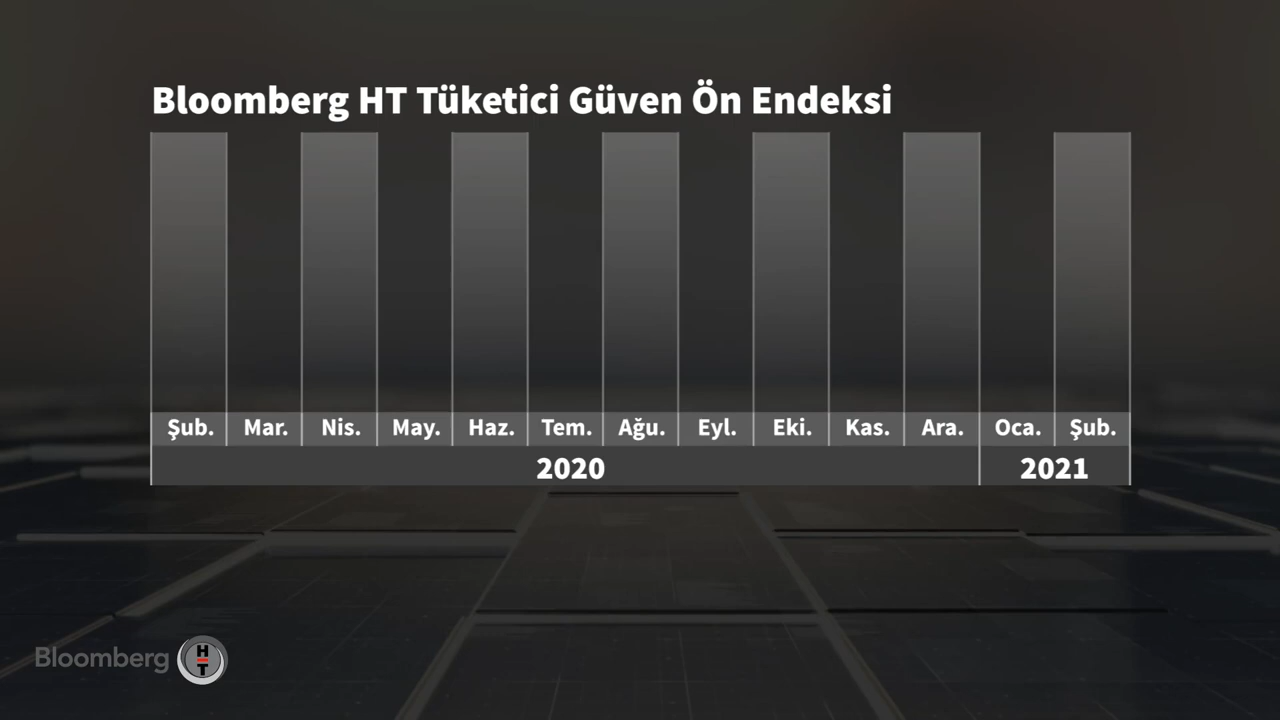 Bloomberg HT Tüketici Güven Ön Endeksi
Şub. Mar. Nis. May. Haz. Tem. Ağu. Eyl. Eki. Kas. Ara. Oca. Şub.
2020 2021
Bloomberg HT